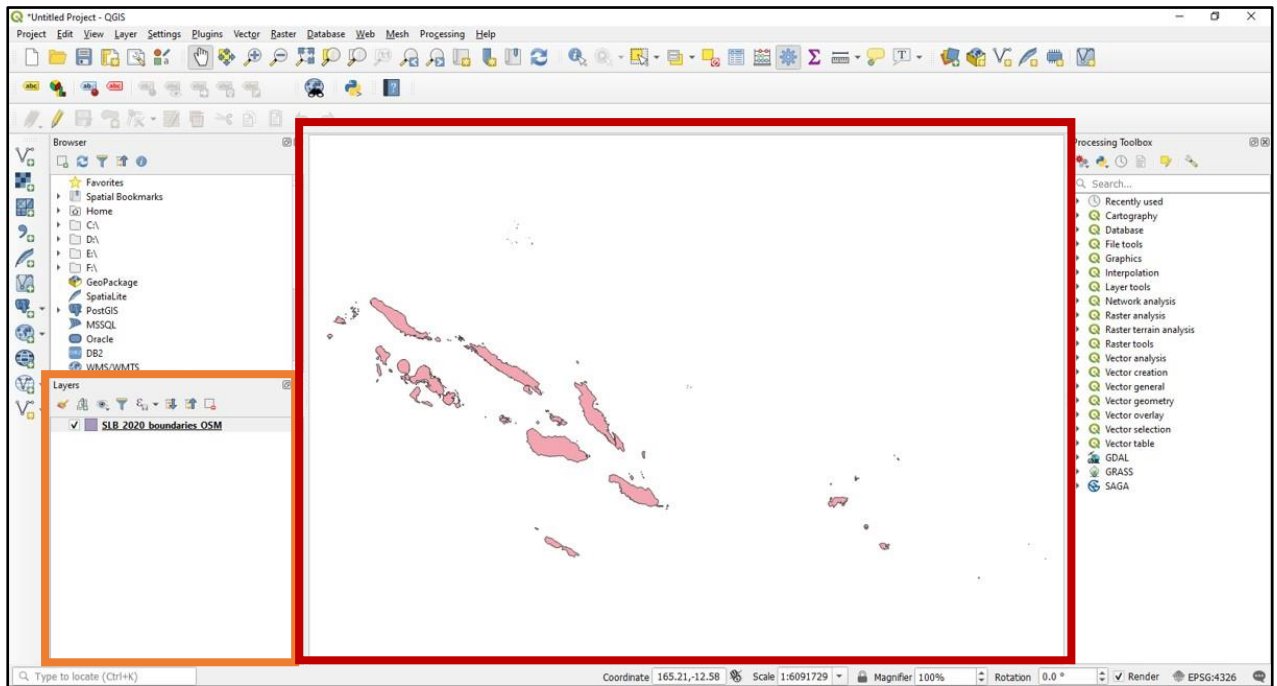 *Untitled Project - QGIS
Project Edit View Layer Settings Plugins Vector Raster Database Web Mesh Processing Help
Browser
Favorites
Spatial Bookmarks
Home
C:\
D:\
E:\
F:\
GeoPackage
SpatiaLite
PostGIS
MSSQL
Oracle
DB2
WMS/WMTS
Layers
SLB_2020_boundaries_OSM
Processing Toolbox
Search...
Recently used
Cartography
Database
File tools
Graphics
Interpolation
Layer tools
Network analysis
Raster analysis
Raster terrain analysis
Raster tools
Vector analysis
Vector creation
Vector general
Vector geometry
Vector overlay
Vector selection
Vector table
GDAL
GRASS
SAGA
Type to locate (Ctrl+K) Coordinate 165.21,-12.58 Scale 1:6091729 Magnifier 100% Rotation 0.0 ° Render EPSG:4326